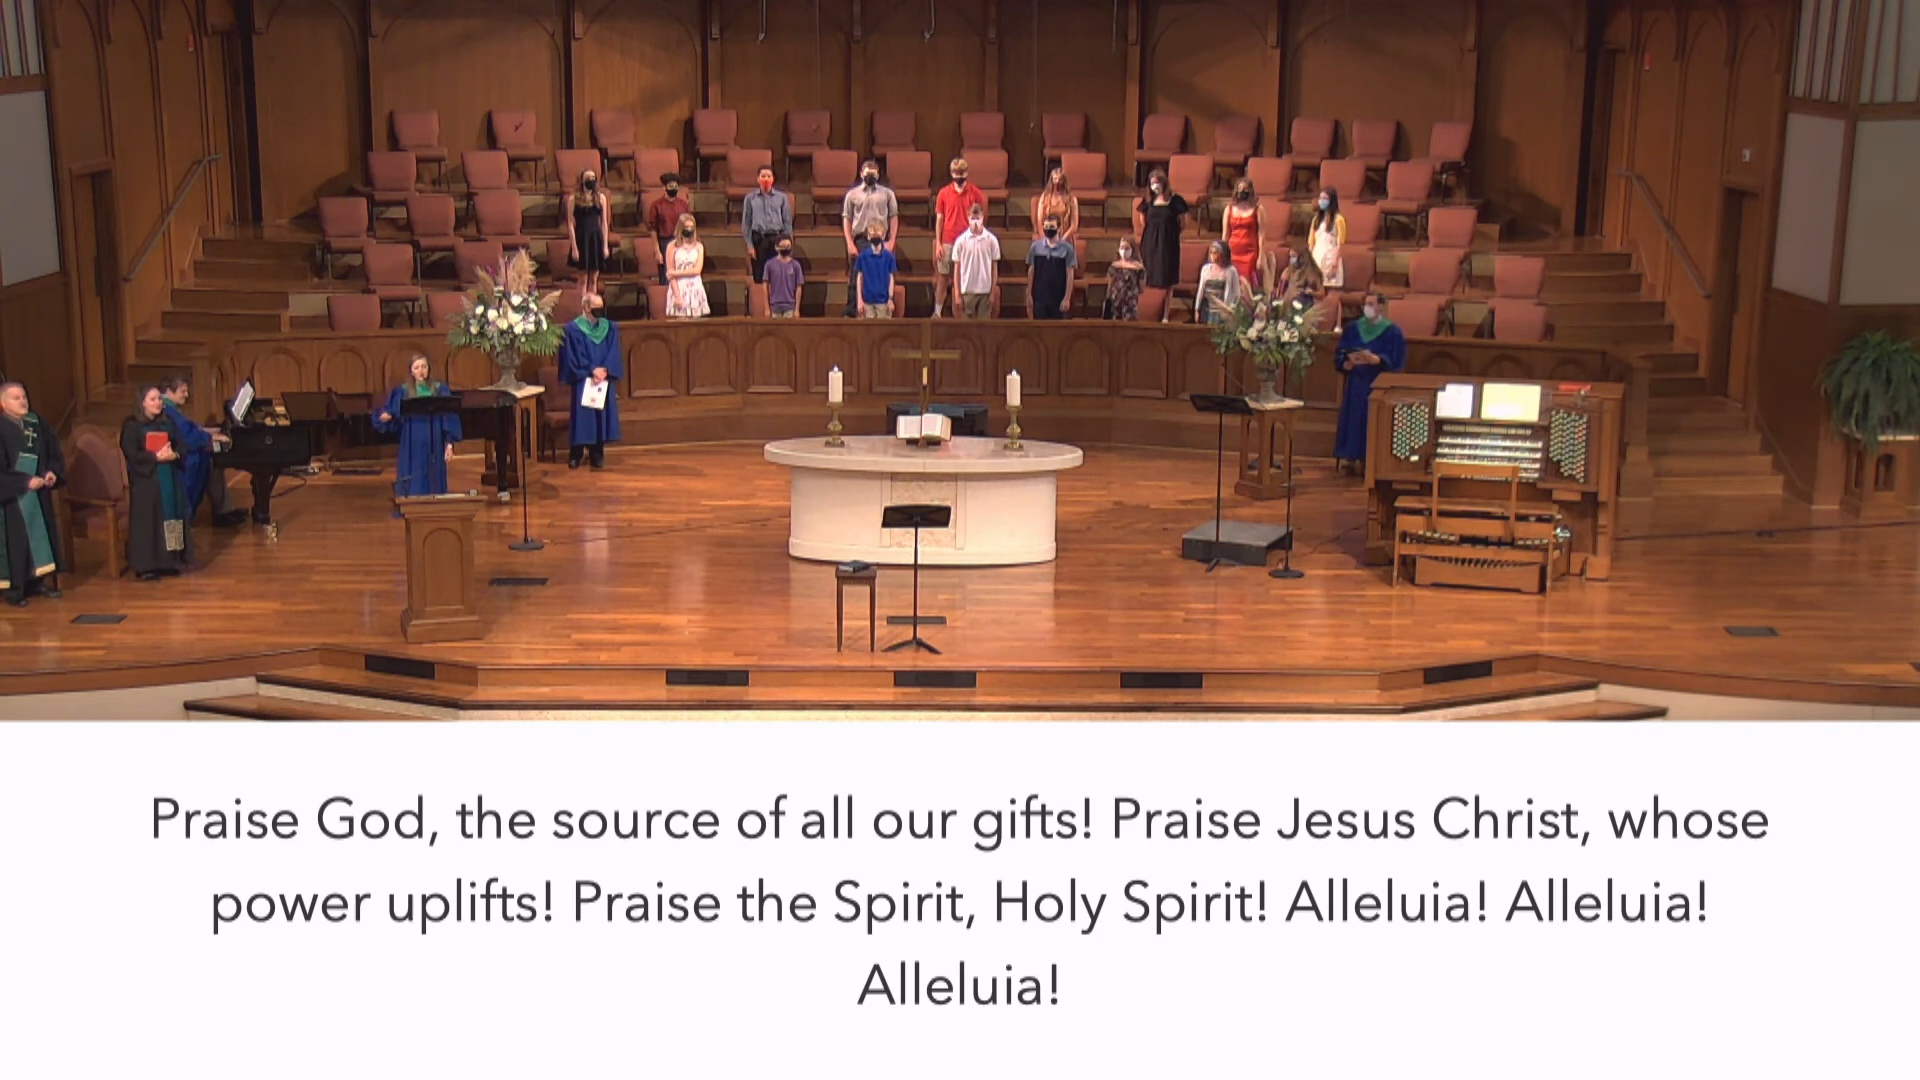 Praise God, the source of all our gifts! Praise Jesus Christ, whose
power uplifts! Praise the Spirit, Holy Spirit! Alleluia! Alleluia!
Alleluia!